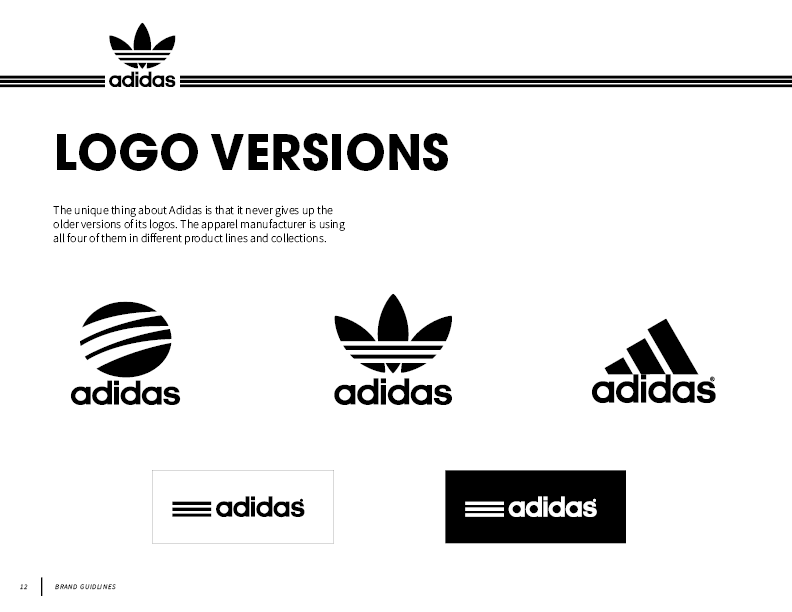 adidas
LOGO VERSIONS
The unique thing about Adidas is that it never gives up the
older versions of its logos. The apparel manufacturer is using
all four of them in different product lines and collections.
adidas
adidas
adidas®
adidas
adidas
12
BRAND GUIDLINES